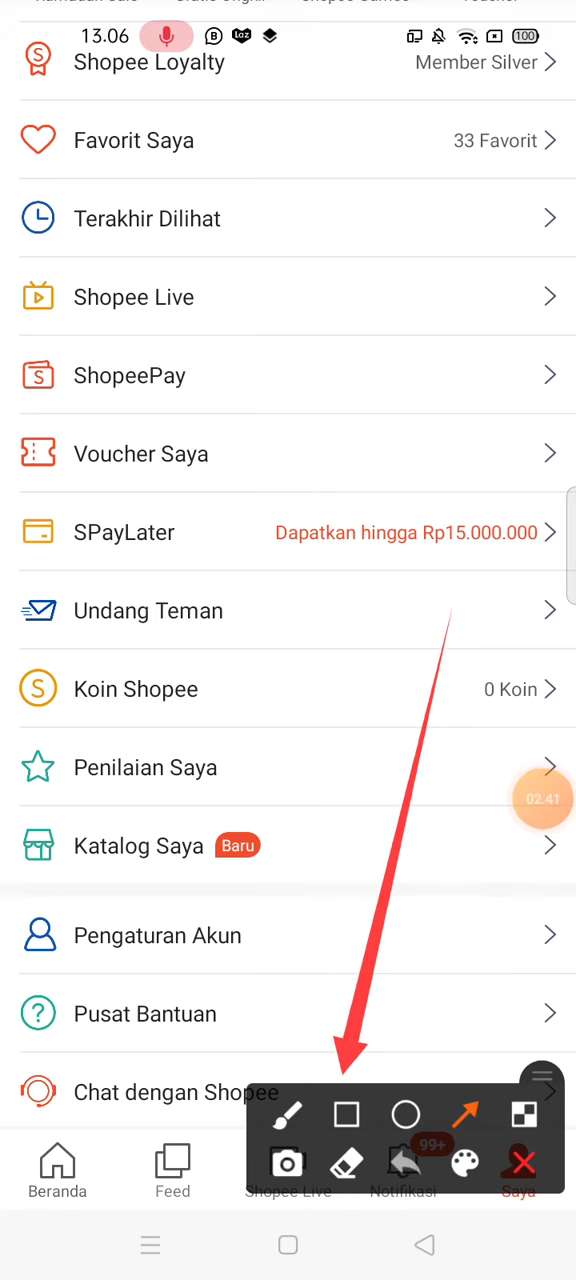 13.06
100
Shopee Loyalty Member Silver
Favorit Saya 33 Favorit
Terakhir Dilihat
Shopee Live
ShopeePay
Voucher Saya
SPayLater Dapatkan hingga Rp15.000.000
Undang Teman
Koin Shopee 0 Koin
Penilaian Saya
02.41
Katalog Saya Baru
Pengaturan Akun
Pusat Bantuan
Chat dengan Shopee
99+
Beranda Feed Shopee Live Notifikasi Saya